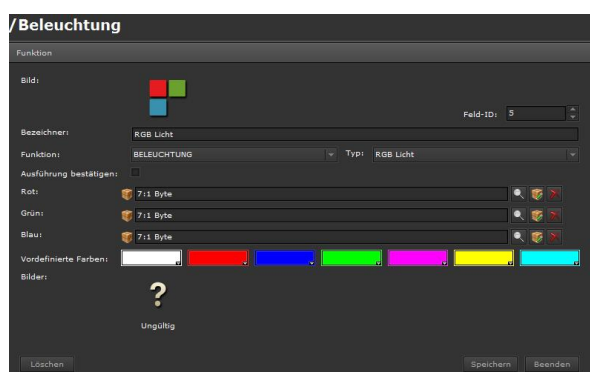 /Beleuchtung
Funktion
Bild:
Feld-ID: 5
Bezeichner: RGB Licht
Funktion: BELEUCHTUNG Typ: RGB Licht
Ausführung bestätigen:
Rot: 7:1 Byte
Grün: 7:1 Byte
Blau: 7:1 Byte
Vordefinierte Farben:
Bilder:
?
Ungültig
Löschen Speichern Beenden